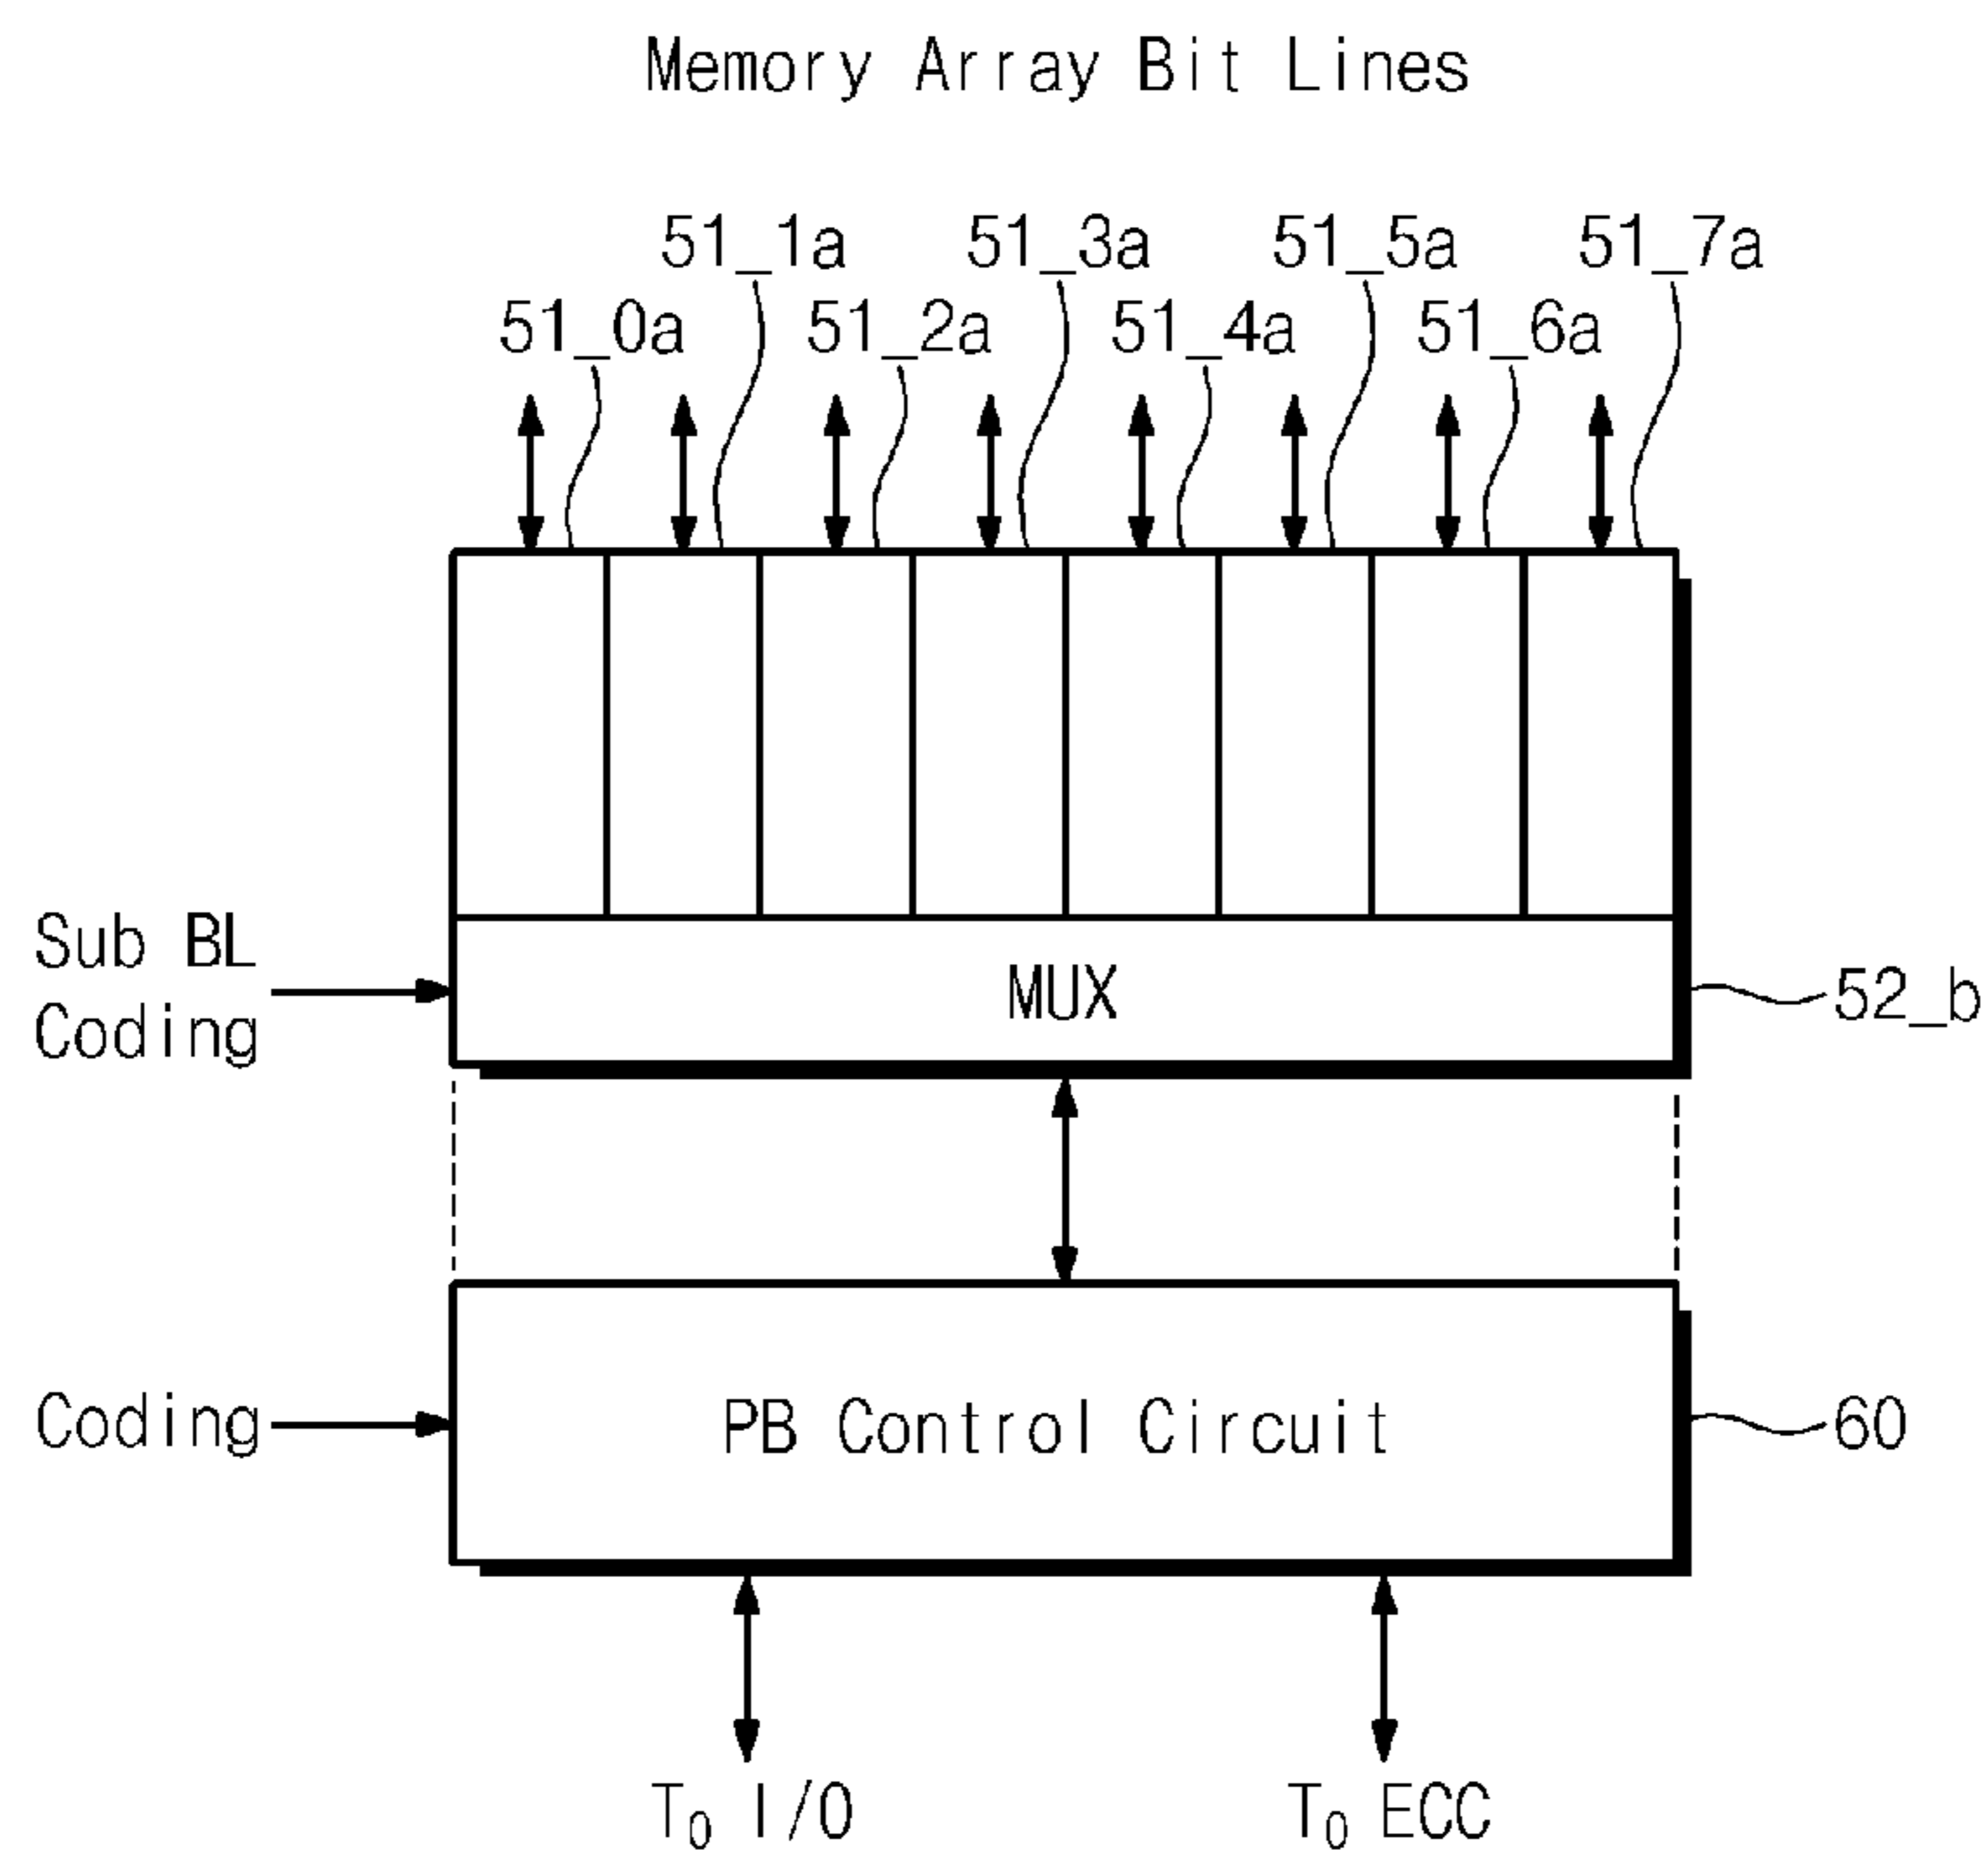 Memory Array Bit Lines
51_1a 51_3a 51_5a 51_7a
51_0a 51_2a 51_4a 51_6a
Sub BL
Coding
MUX
52_b
Coding
PB Control Circuit
60
T₀ I/O
T₀ ECC